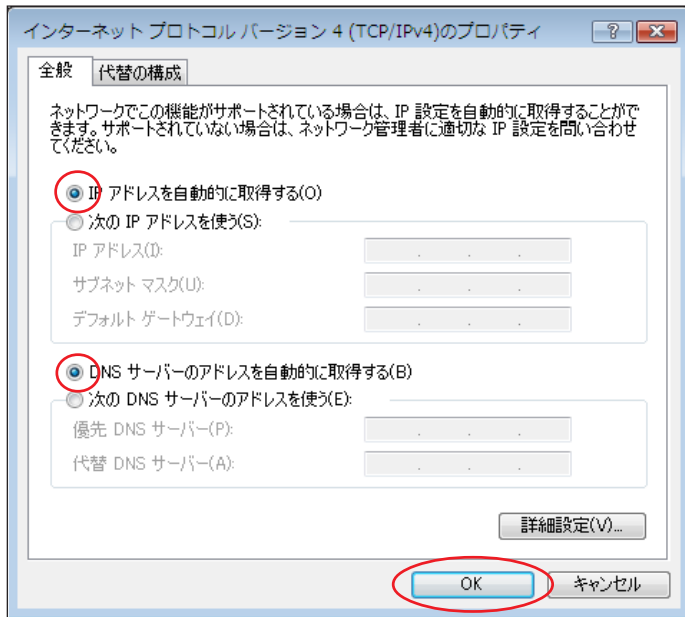 インターネット プロトコル バージョン 4 (TCP/IPv4)のプロパティ
全般
代替の構成
ネットワークでこの機能がサポートされている場合は、IP 設定を自動的に取得することがで
きます。サポートされていない場合は、ネットワーク管理者に適切な IP 設定を問い合わせ
てください。
IP アドレスを自動的に取得する(O)
次の IP アドレスを使う(S):
IP アドレス(I):
サブネット マスク(U):
デフォルト ゲートウェイ(D):
DNS サーバーのアドレスを自動的に取得する(B)
次の DNS サーバーのアドレスを使う(E):
優先 DNS サーバー(P):
代替 DNS サーバー(A):
詳細設定(V)...
OK
キャンセル